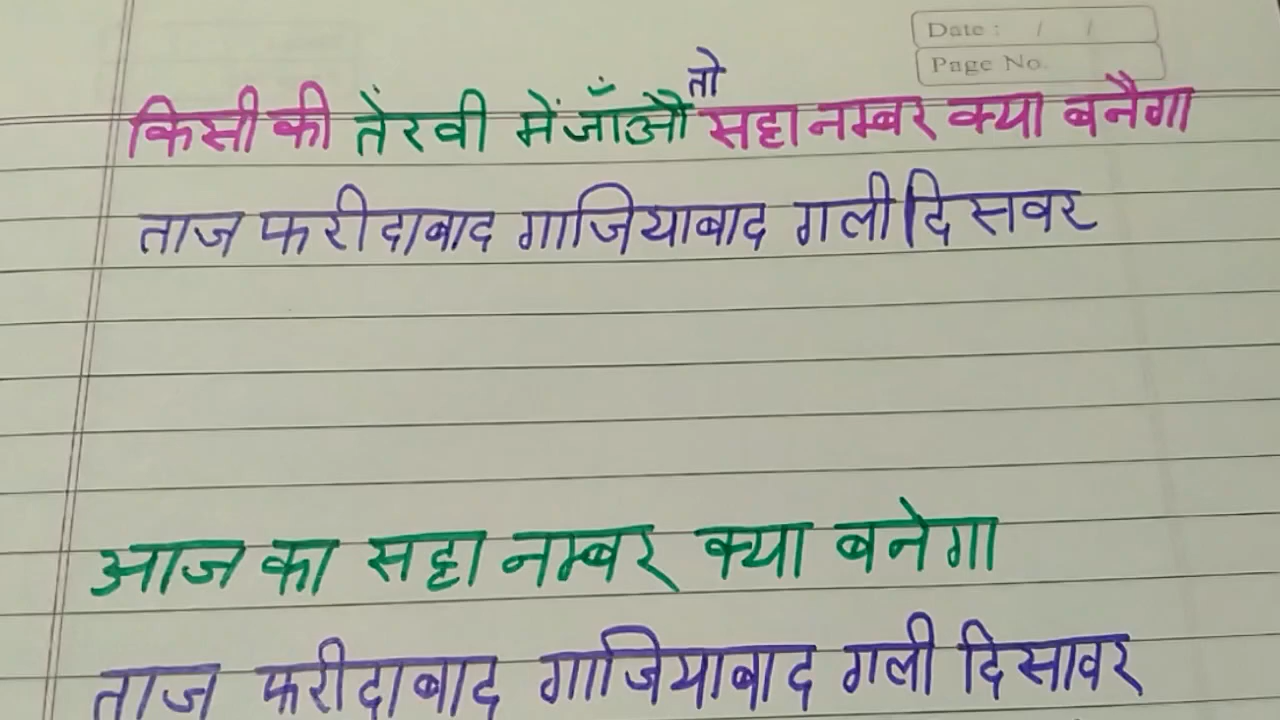 Date : / /
Page No.
किसी की तेंरवी में जाँऔ तो सट्टा नम्बर क्या बनैगा
ताज फरीदाबाद गाजियाबाद गली दिसवर
आज का सट्टा नम्बर क्या बनेगा
ताज फरीदाबाद गाजियाबाद गली दिसावर